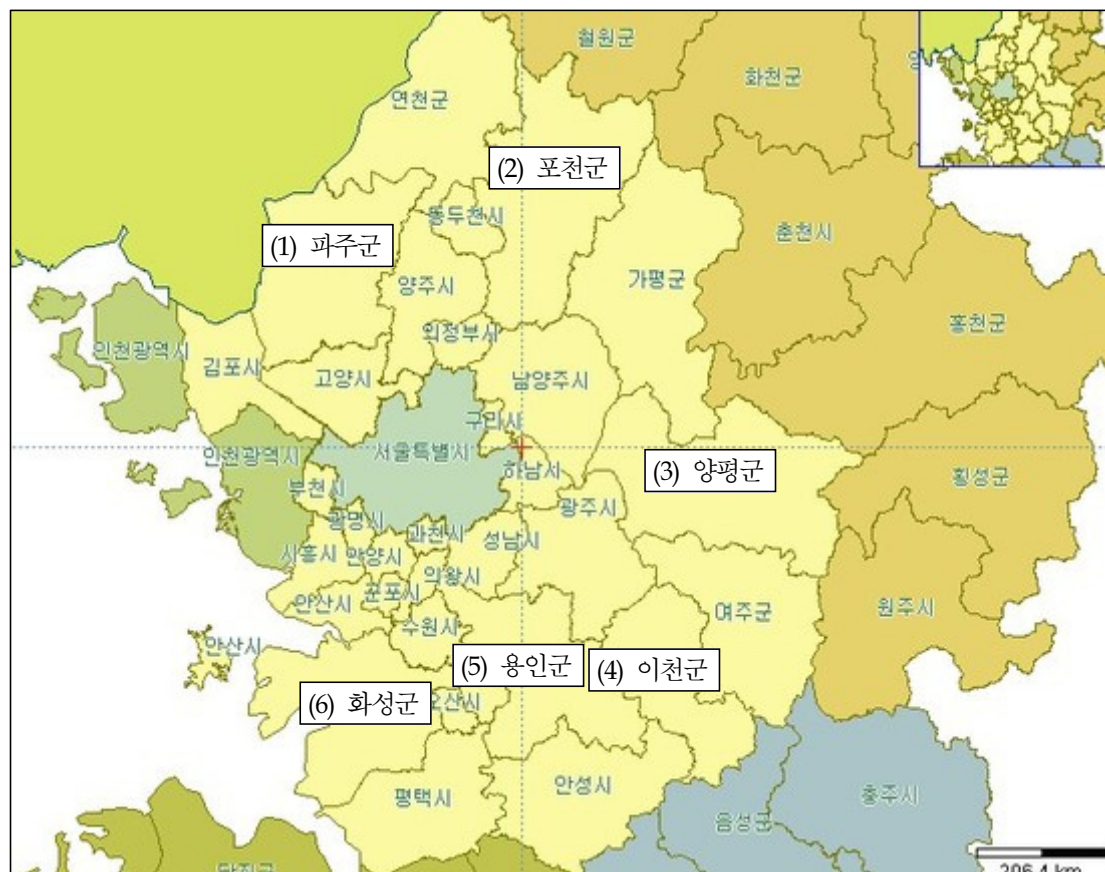 철원군
화천군
연천군
(2) 포천군
동두천시
춘천시
(1) 파주군
가평군
양주시
홍천군
의정부시
인천광역시
김포시
고양시
남양주시
구리시
서울특별시
인천광역시
하남시
(3) 양평군
횡성군
부천시
광주시
광명시
과천시
성남시
시흥시
안양시
의왕시
군포시
안산시
여주군
원주시
수원시
안산시
(5) 용인군
(4) 이천군
(6) 화성군
오산시
안성시
평택시
충주시
음성군